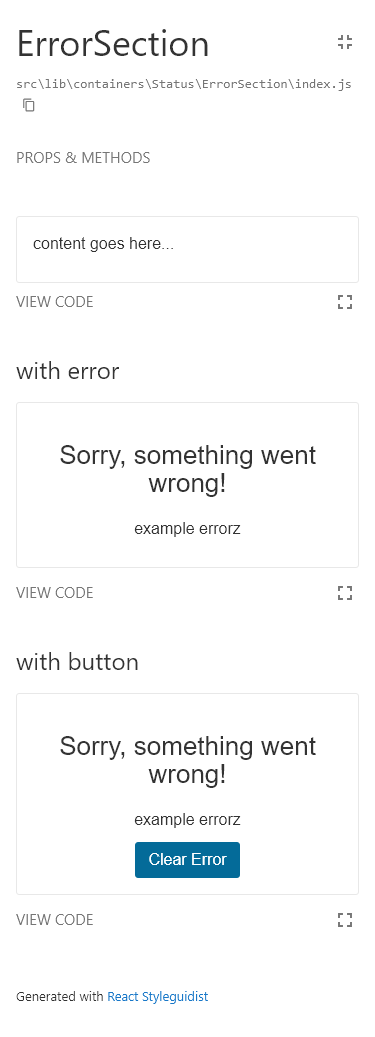 ErrorSection
src\lib\containers\Status\ErrorSection\index.js
PROPS & METHODS
content goes here...
VIEW CODE
with error
Sorry, something went
wrong!
example errorz
VIEW CODE
with button
Sorry, something went
wrong!
example errorz
Clear Error
VIEW CODE
Generated with React Styleguidist